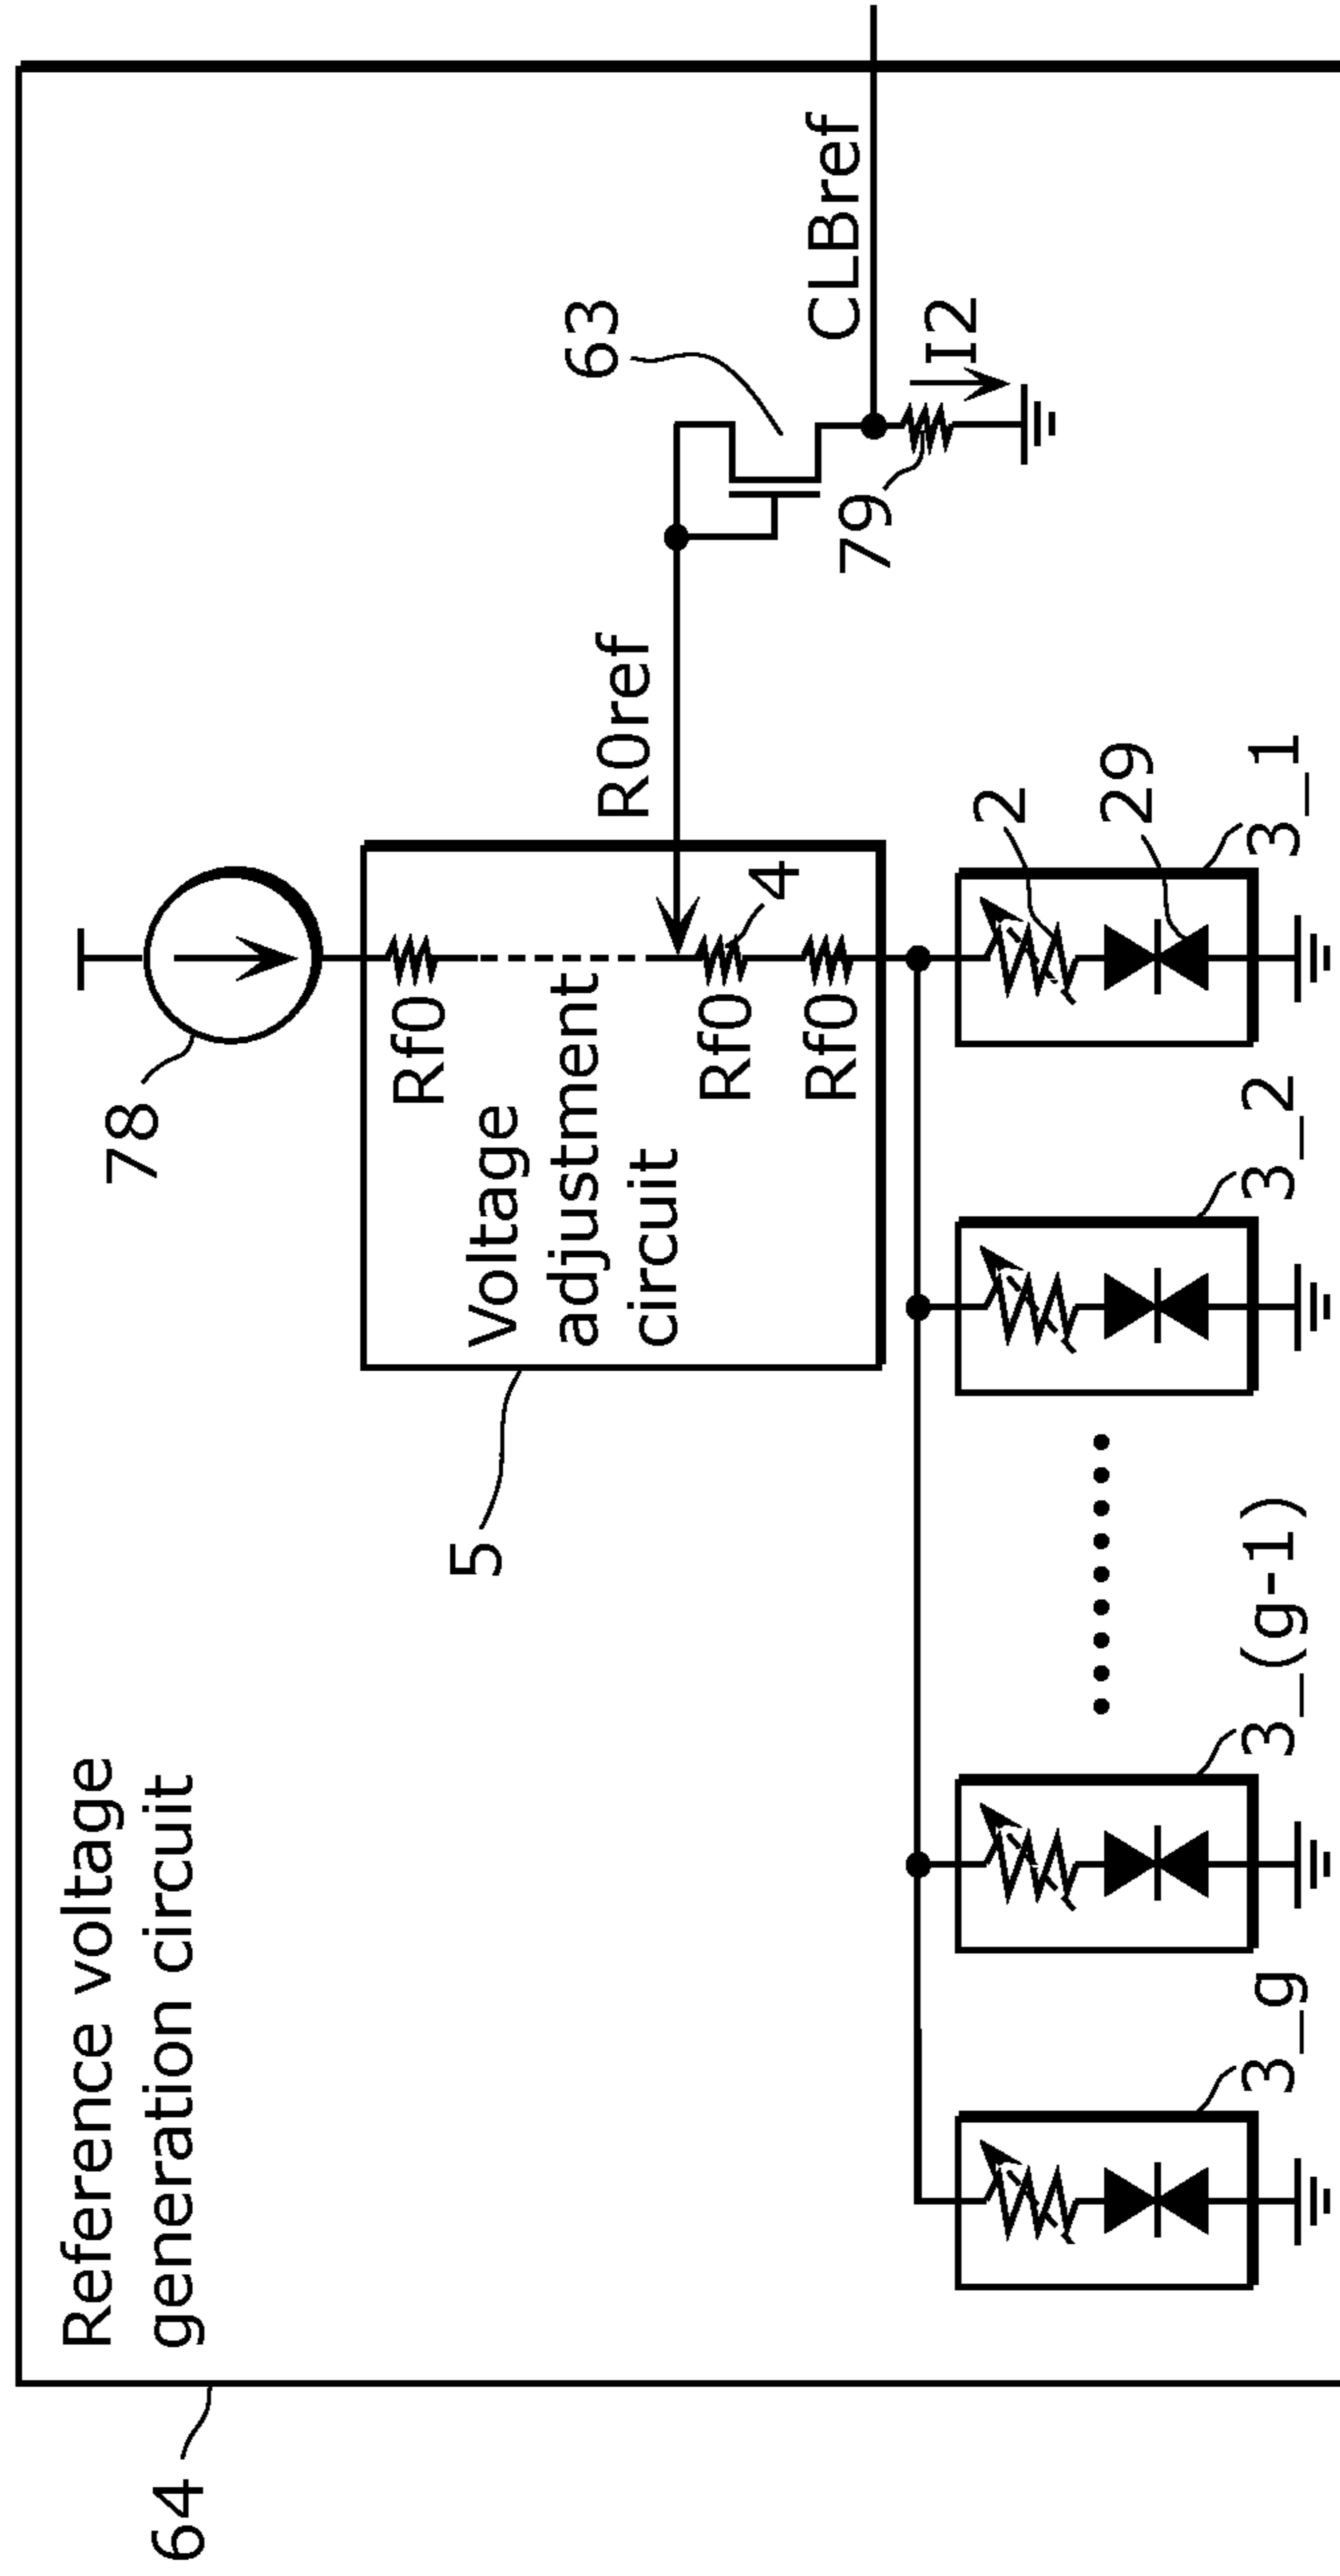 Reference voltage
generation circuit
64
78
Rf0
Voltage
adjustment
circuit
5
Rf0
4
Rf0
R0ref
63
CLBref
79
I2
3_g
3_(g-1)
3_2
2
29
3_1